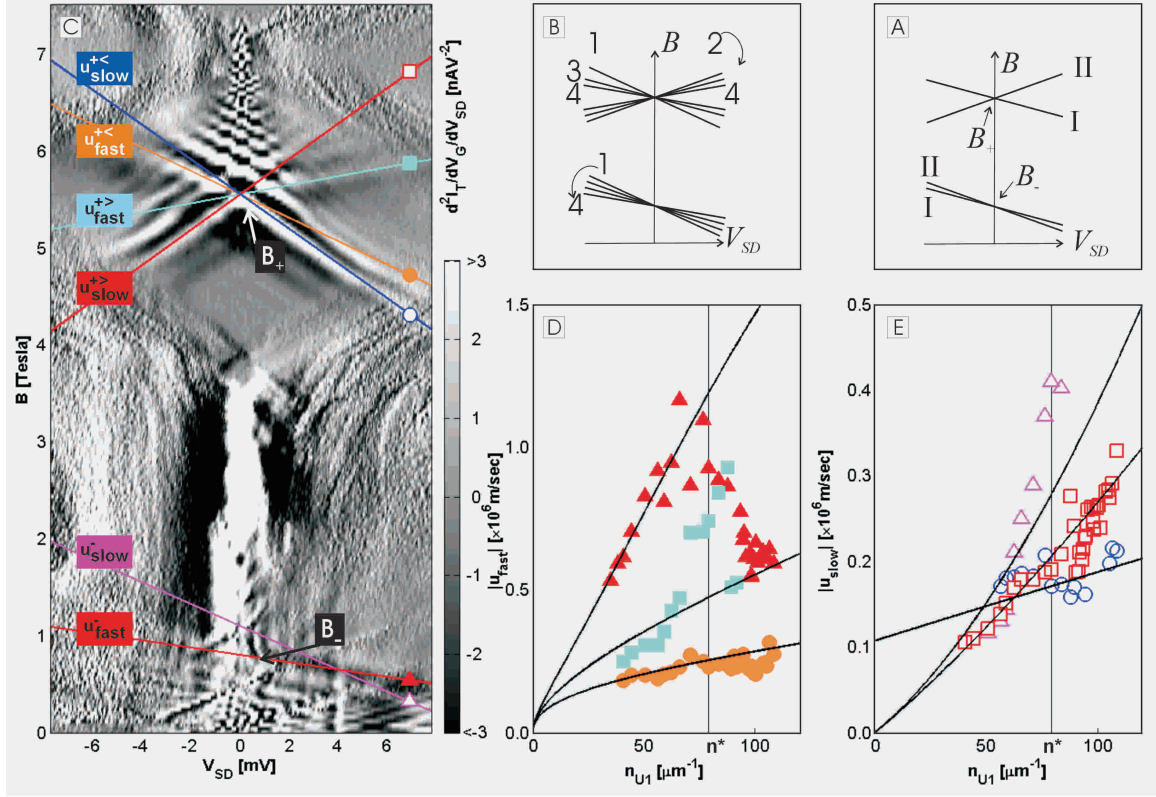 C
7
6
5
4
3
2
1
0
B [Tesla]
u+<slow
u+<fast
u+>fast
u+>slow
u-slow
u-fast
B+
B-
-6 -4 -2 0 2 4 6
VSD [mV]
d²IT/dVG/dVSD [nAV⁻²]
>3
2
1
0
-1
-2
<-3
B
1
3
4
B
2
4
1
4
VSD
A
B
II
I
B+
II
I
B-
VSD
D
1.5
1.0
0.5
0.0
|ufast| [×10⁶m/sec]
0 50 n* 100
nU1 [µm⁻¹]
E
0.5
0.4
0.3
0.2
0.1
0.0
|uslow| [×10⁶m/sec]
0 50 n* 100
nU1 [µm⁻¹]